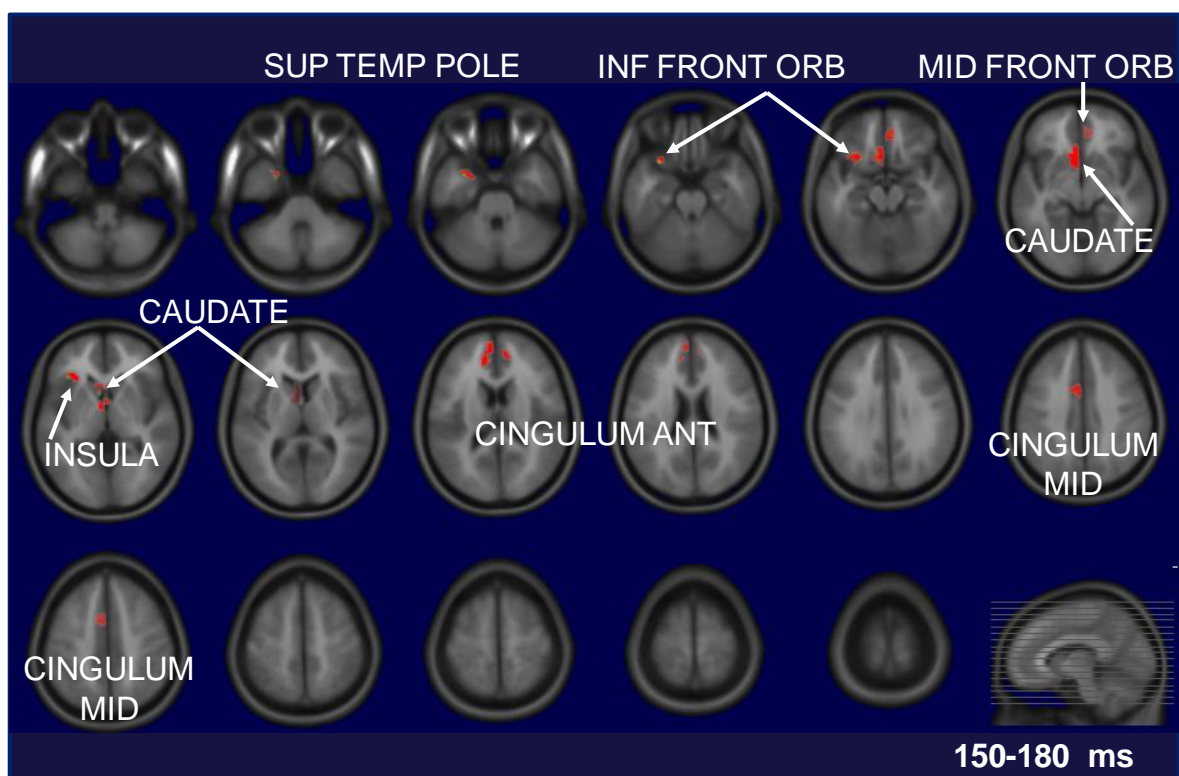 SUP TEMP POLE
INF FRONT ORB
MID FRONT ORB
CAUDATE
CAUDATE
INSULA
CINGULUM ANT
CINGULUM
MID
CINGULUM
MID
150-180 ms